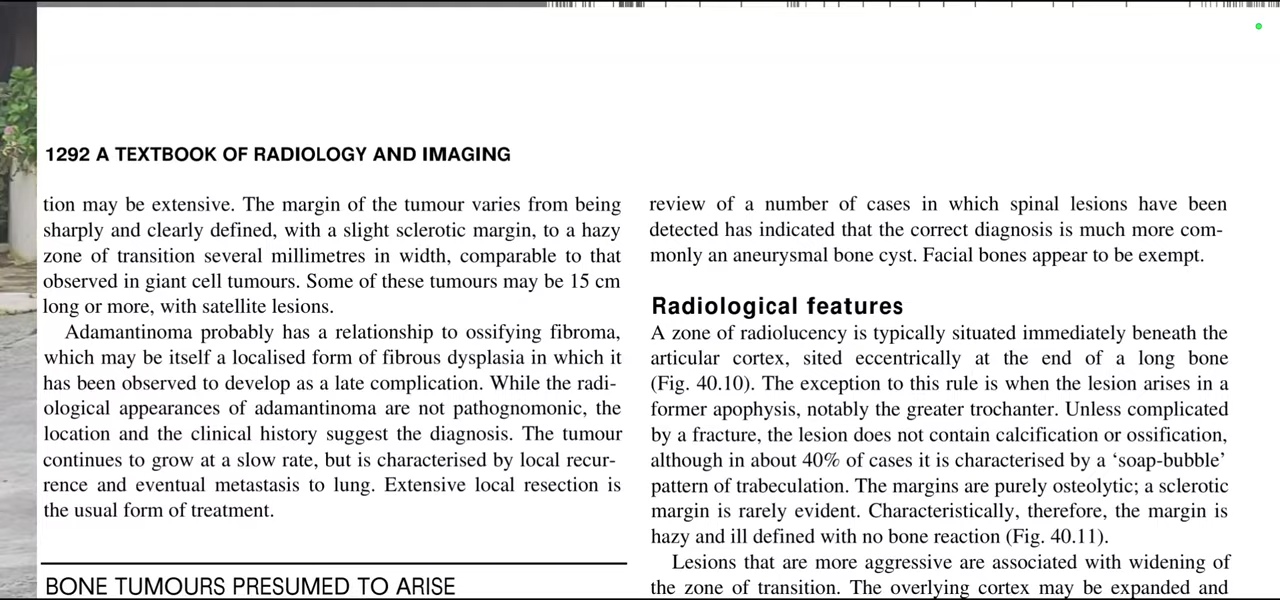 1292 A TEXTBOOK OF RADIOLOGY AND IMAGING
tion may be extensive. The margin of the tumour varies from being
sharply and clearly defined, with a slight sclerotic margin, to a hazy
zone of transition several millimetres in width, comparable to that
observed in giant cell tumours. Some of these tumours may be 15 cm
long or more, with satellite lesions.
Adamantinoma probably has a relationship to ossifying fibroma,
which may be itself a localised form of fibrous dysplasia in which it
has been observed to develop as a late complication. While the radi-
ological appearances of adamantinoma are not pathognomonic, the
location and the clinical history suggest the diagnosis. The tumour
continues to grow at a slow rate, but is characterised by local recur-
rence and eventual metastasis to lung. Extensive local resection is
the usual form of treatment.
BONE TUMOURS PRESUMED TO ARISE
review of a number of cases in which spinal lesions have been
detected has indicated that the correct diagnosis is much more com-
monly an aneurysmal bone cyst. Facial bones appear to be exempt.
Radiological features
A zone of radiolucency is typically situated immediately beneath the
articular cortex, sited eccentrically at the end of a long bone
(Fig. 40.10). The exception to this rule is when the lesion arises in a
former apophysis, notably the greater trochanter. Unless complicated
by a fracture, the lesion does not contain calcification or ossification,
although in about 40% of cases it is characterised by a ‘soap-bubble’
pattern of trabeculation. The margins are purely osteolytic; a sclerotic
margin is rarely evident. Characteristically, therefore, the margin is
hazy and ill defined with no bone reaction (Fig. 40.11).
Lesions that are more aggressive are associated with widening of
the zone of transition. The overlying cortex may be expanded and